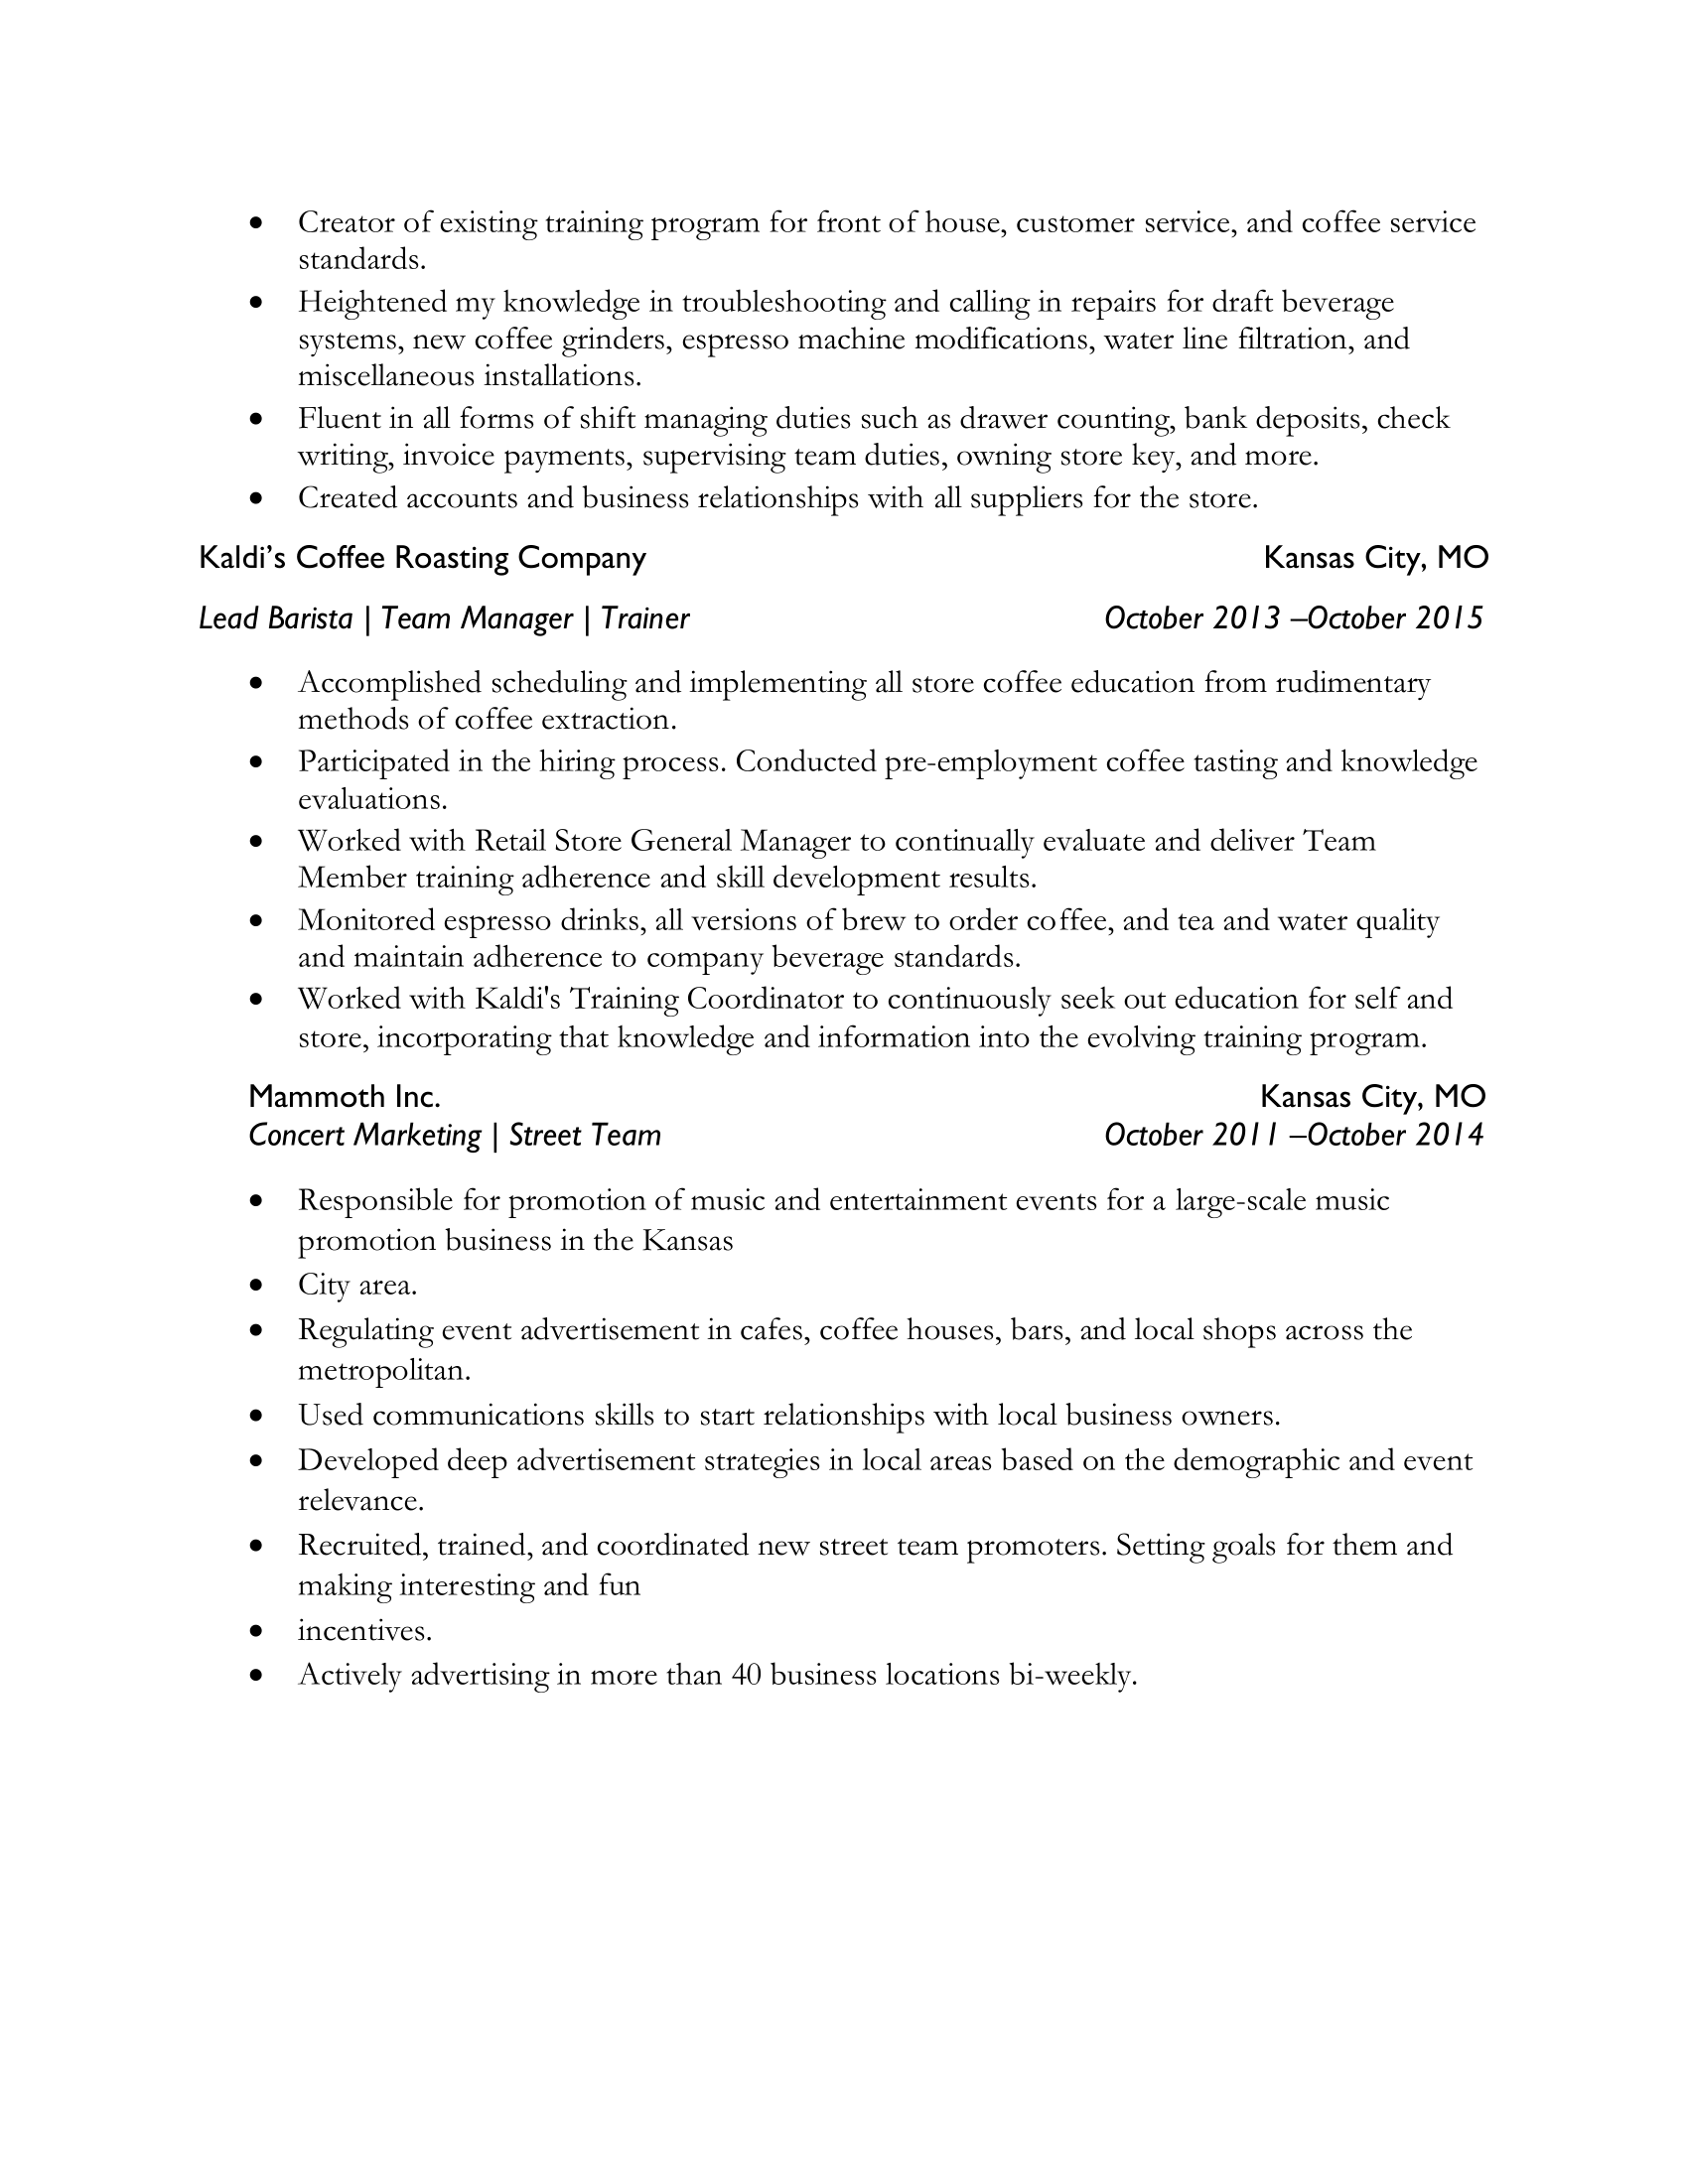 • Creator of existing training program for front of house, customer service, and coffee service
standards.
• Heightened my knowledge in troubleshooting and calling in repairs for draft beverage
systems, new coffee grinders, espresso machine modifications, water line filtration, and
miscellaneous installations.
• Fluent in all forms of shift managing duties such as drawer counting, bank deposits, check
writing, invoice payments, supervising team duties, owning store key, and more.
• Created accounts and business relationships with all suppliers for the store.
Kaldi’s Coffee Roasting Company Kansas City, MO
Lead Barista | Team Manager | Trainer October 2013 –October 2015
• Accomplished scheduling and implementing all store coffee education from rudimentary
methods of coffee extraction.
• Participated in the hiring process. Conducted pre-employment coffee tasting and knowledge
evaluations.
• Worked with Retail Store General Manager to continually evaluate and deliver Team
Member training adherence and skill development results.
• Monitored espresso drinks, all versions of brew to order coffee, and tea and water quality
and maintain adherence to company beverage standards.
• Worked with Kaldi's Training Coordinator to continuously seek out education for self and
store, incorporating that knowledge and information into the evolving training program.
Mammoth Inc. Kansas City, MO
Concert Marketing | Street Team October 2011 –October 2014
• Responsible for promotion of music and entertainment events for a large-scale music
promotion business in the Kansas
• City area.
• Regulating event advertisement in cafes, coffee houses, bars, and local shops across the
metropolitan.
• Used communications skills to start relationships with local business owners.
• Developed deep advertisement strategies in local areas based on the demographic and event
relevance.
• Recruited, trained, and coordinated new street team promoters. Setting goals for them and
making interesting and fun
• incentives.
• Actively advertising in more than 40 business locations bi-weekly.